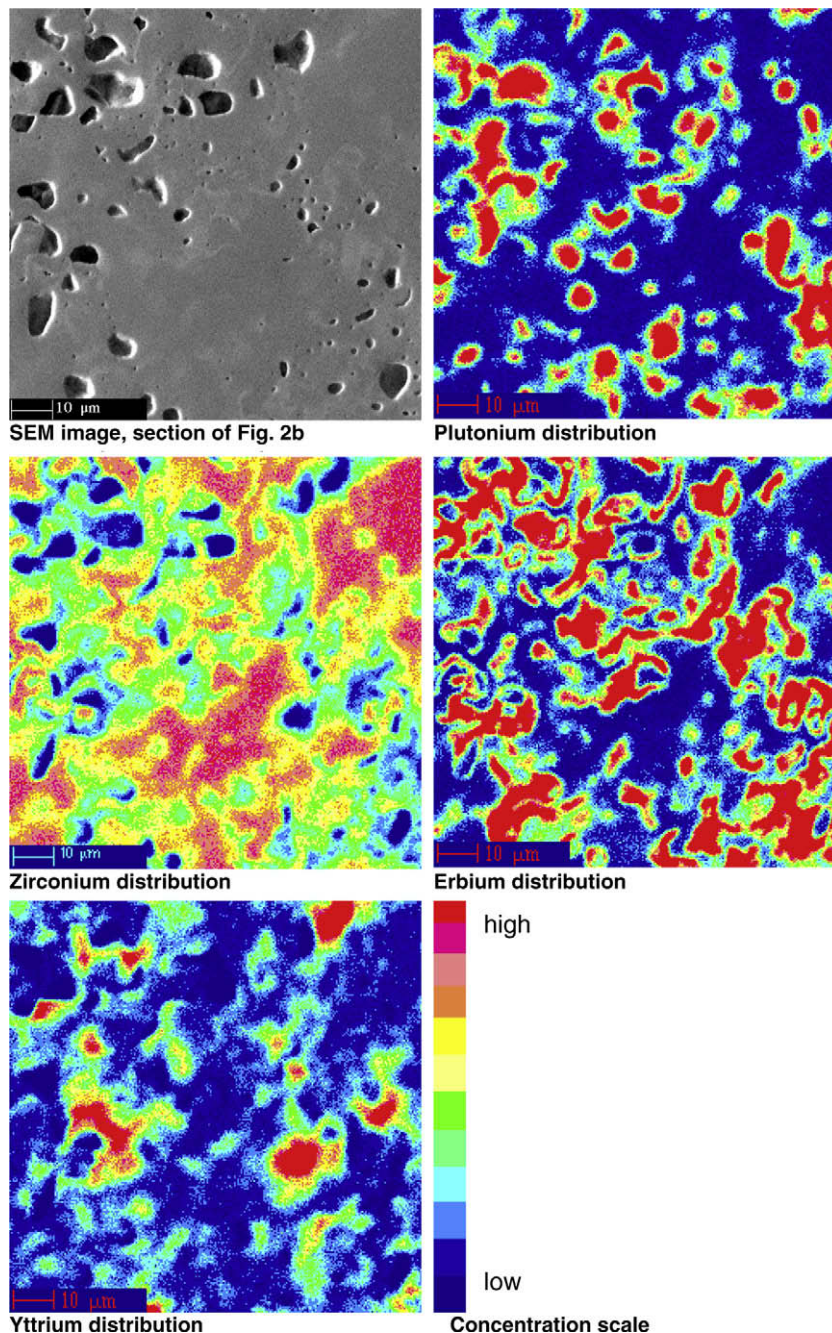 10 μm
SEM image, section of Fig. 2b
10 μm
Plutonium distribution
10 μm
Zirconium distribution
10 μm
Erbium distribution
high
low
10 μm
Yttrium distribution
Concentration scale